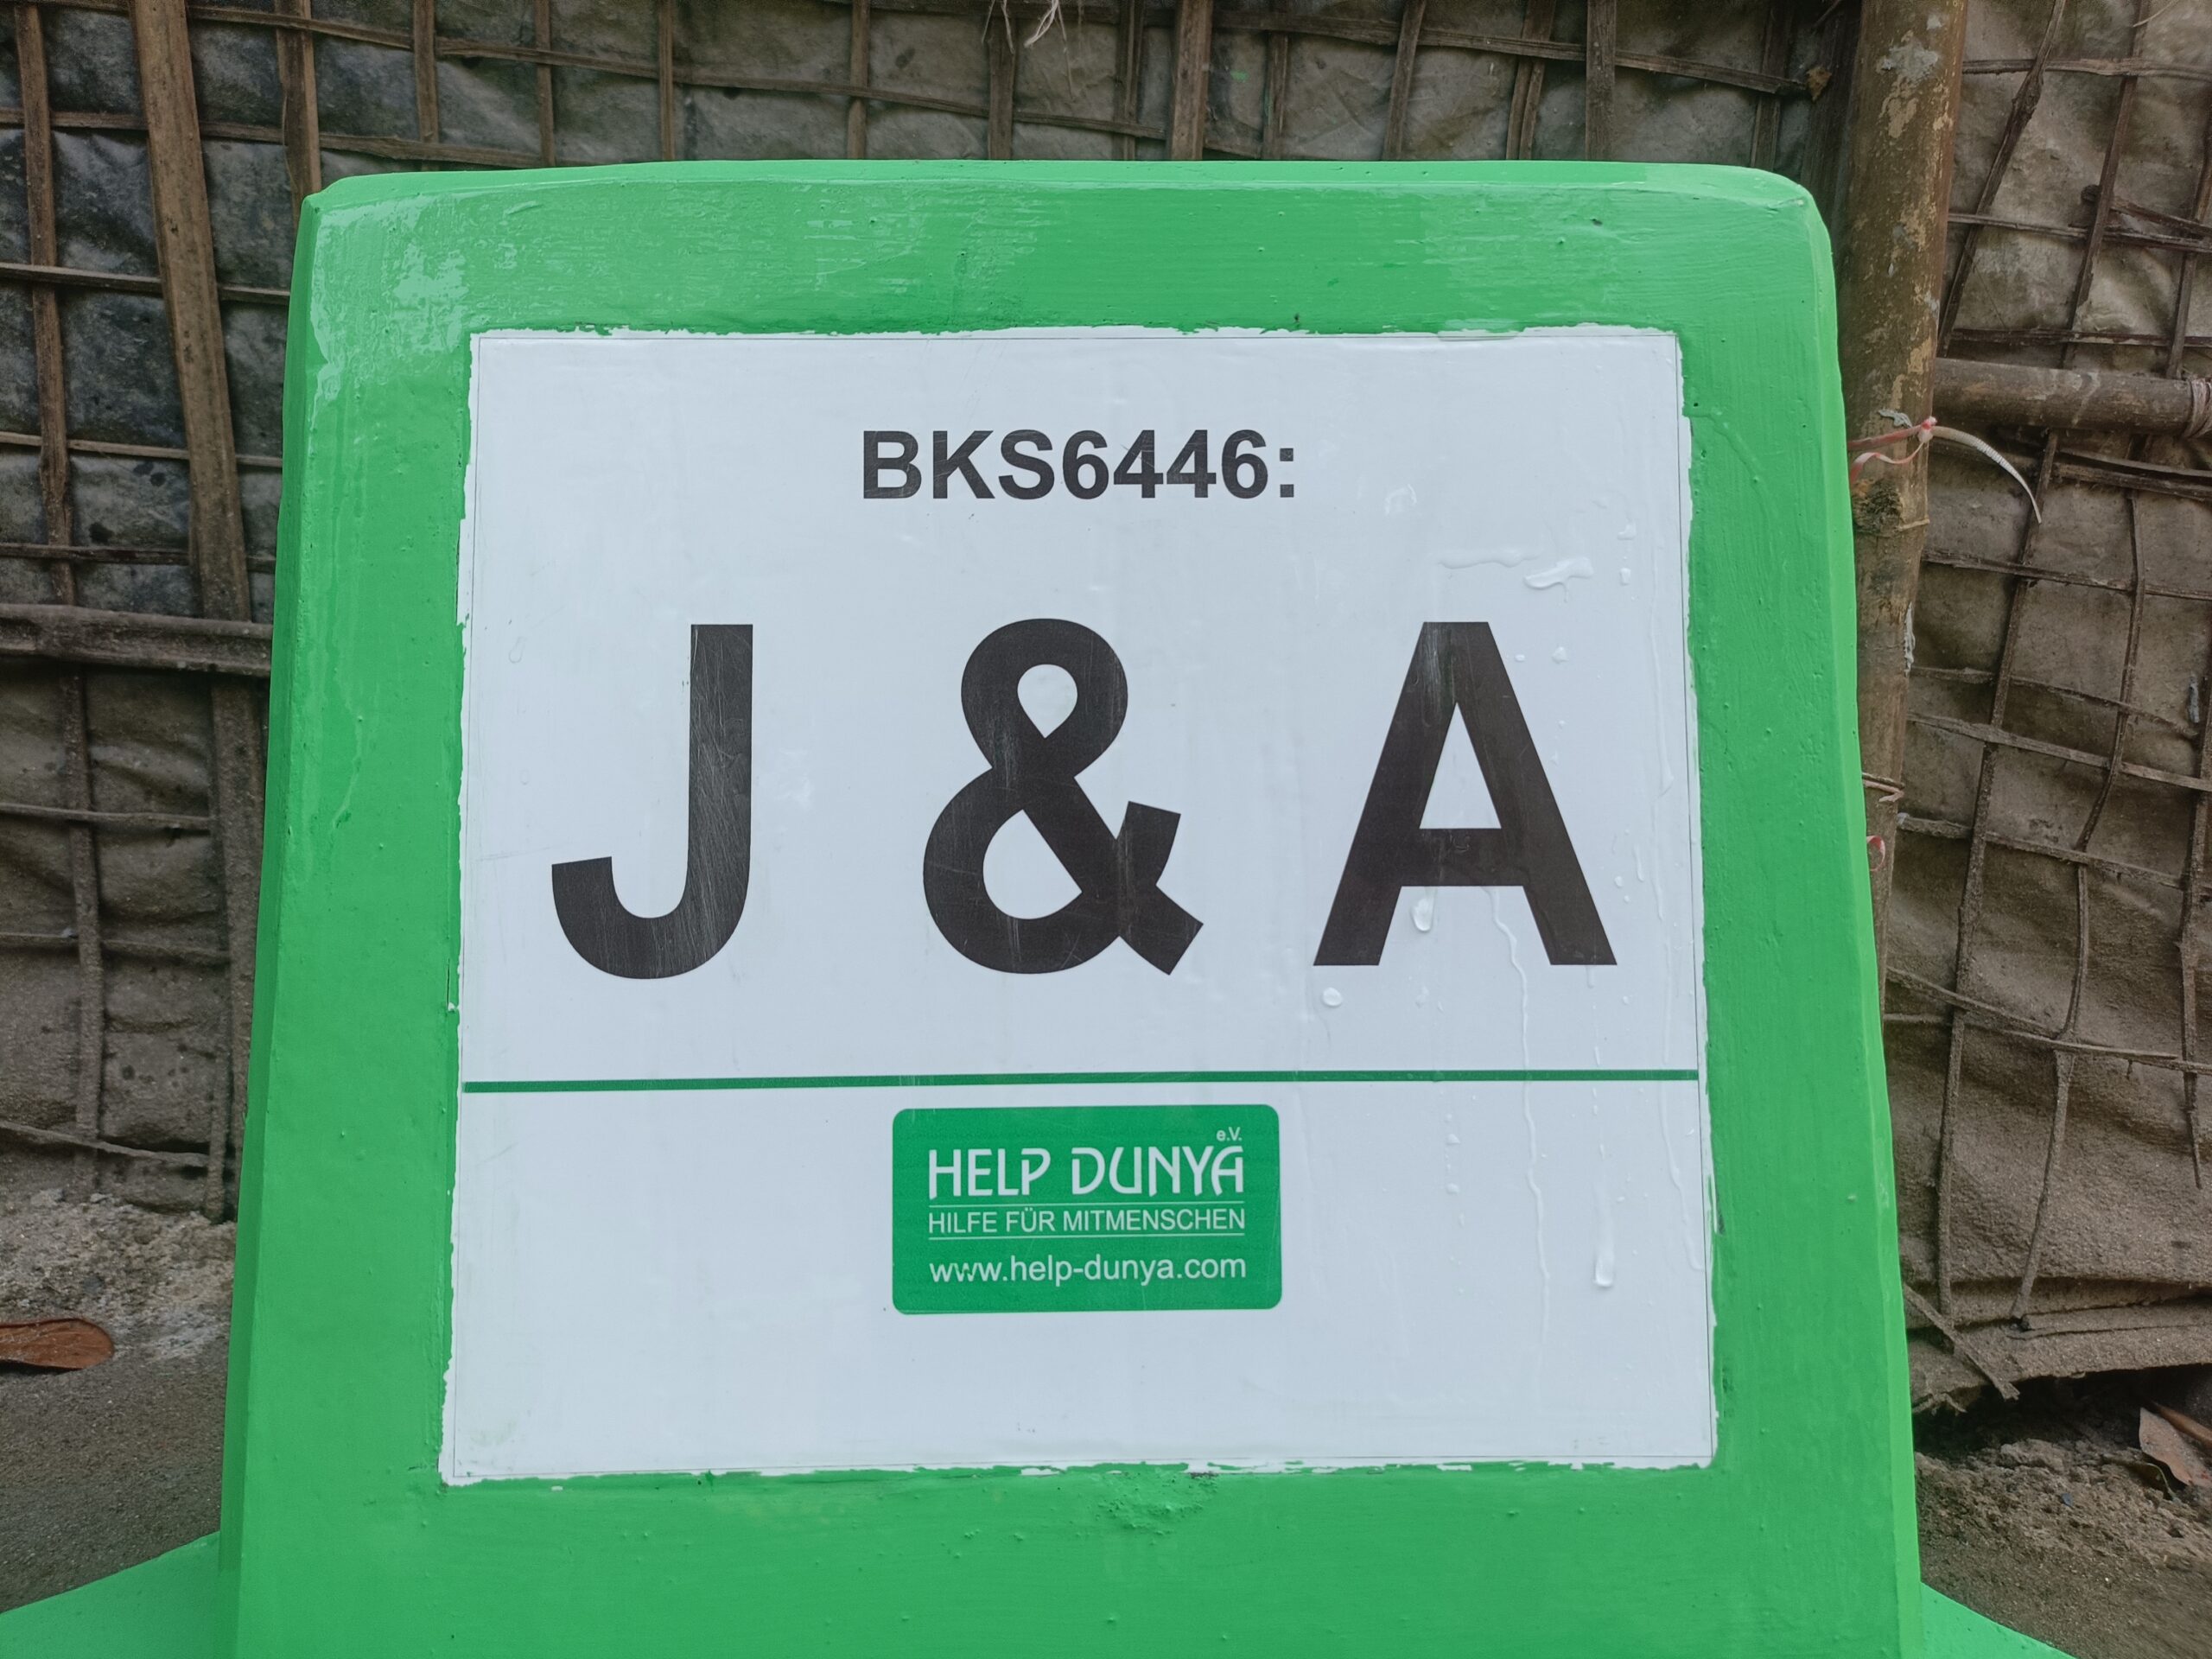 BKS6446:
J & A
e.V.
HELP DUNYA
HILFE FÜR MITMENSCHEN
www.help-dunya.com